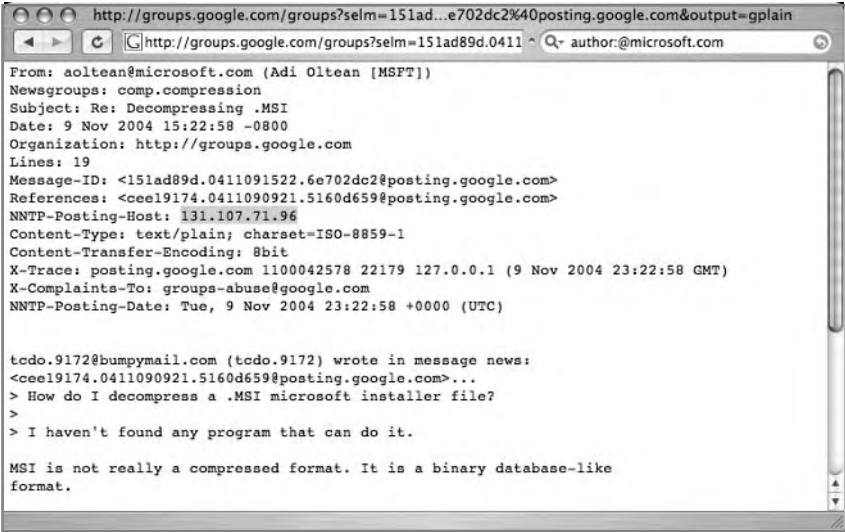 http://groups.google.com/groups?selm=151ad...e702dc2%40posting.google.com&output=gplain
http://groups.google.com/groups?selm=151ad89d.0411 author:@microsoft.com
From: aoltean@microsoft.com (Adi Oltean [MSFT])
Newsgroups: comp.compression
Subject: Re: Decompressing .MSI
Date: 9 Nov 2004 15:22:58 -0800
Organization: http://groups.google.com
Lines: 19
Message-ID: <151ad89d.0411091522.6e702dc2@posting.google.com>
References: <cee19174.0411090921.5160d659@posting.google.com>
NNTP-Posting-Host: 131.107.71.96
Content-Type: text/plain; charset=ISO-8859-1
Content-Transfer-Encoding: 8bit
X-Trace: posting.google.com 1100042578 22179 127.0.0.1 (9 Nov 2004 23:22:58 GMT)
X-Complaints-To: groups-abuse@google.com
NNTP-Posting-Date: Tue, 9 Nov 2004 23:22:58 +0000 (UTC)
tcdo.9172@bumpymail.com (tcdo.9172) wrote in message news:
<cee19174.0411090921.5160d659@posting.google.com>...
> How do I decompress a .MSI microsoft installer file?
>
> I haven't found any program that can do it.
MSI is not really a compressed format. It is a binary database-like
format.